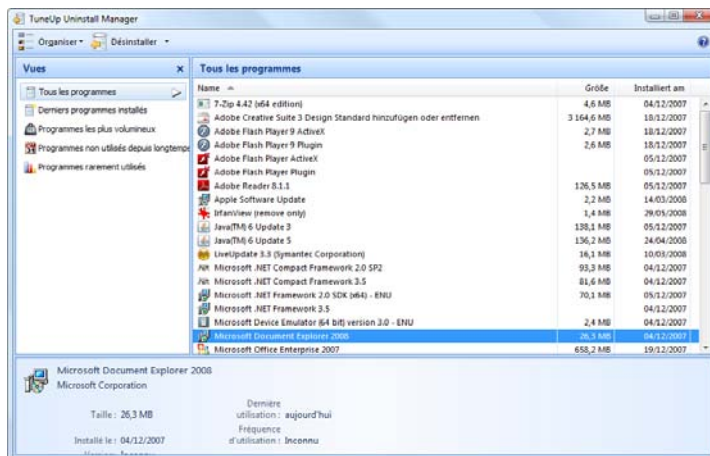 TuneUp Uninstall Manager
Organiser Désinstaller
Vues
Tous les programmes
Derniers programmes installés
Programmes les plus volumineux
Programmes non utilisés depuis longtemps
Programmes rarement utilisés
Tous les programmes
Name Größe Installiert am
7-Zip 4.42 (x64 edition) 4,6 MB 04/12/2007
Adobe Creative Suite 3 Design Standard hinzufügen oder entfernen 3 164,6 MB 18/12/2007
Adobe Flash Player 9 ActiveX 2,7 MB 18/12/2007
Adobe Flash Player 9 Plugin 2,6 MB 18/12/2007
Adobe Flash Player ActiveX 05/12/2007
Adobe Flash Player Plugin 05/12/2007
Adobe Reader 8.1.1 126,5 MB 05/12/2007
Apple Software Update 2,2 MB 14/03/2008
IrfanView (remove only) 1,4 MB 29/05/2008
Java(TM) 6 Update 3 138,1 MB 05/12/2007
Java(TM) 6 Update 5 136,2 MB 24/04/2008
LiveUpdate 3.3 (Symantec Corporation) 16,1 MB 10/03/2008
Microsoft .NET Compact Framework 2.0 SP2 93,3 MB 04/12/2007
Microsoft .NET Compact Framework 3.5 81,6 MB 04/12/2007
Microsoft .NET Framework 2.0 SDK (x64) - ENU 70,1 MB 05/12/2007
Microsoft .NET Framework 3.5 04/12/2007
Microsoft Device Emulator (64 bit) version 3.0 - ENU 2,4 MB 04/12/2007
Microsoft Document Explorer 2008 26,3 MB 04/12/2007
Microsoft Office Enterprise 2007 658,2 MB 19/12/2007
Microsoft Document Explorer 2008
Microsoft Corporation
Taille : 26,3 MB
Dernière utilisation : aujourd'hui
Installé le : 04/12/2007
Fréquence d'utilisation : Inconnu